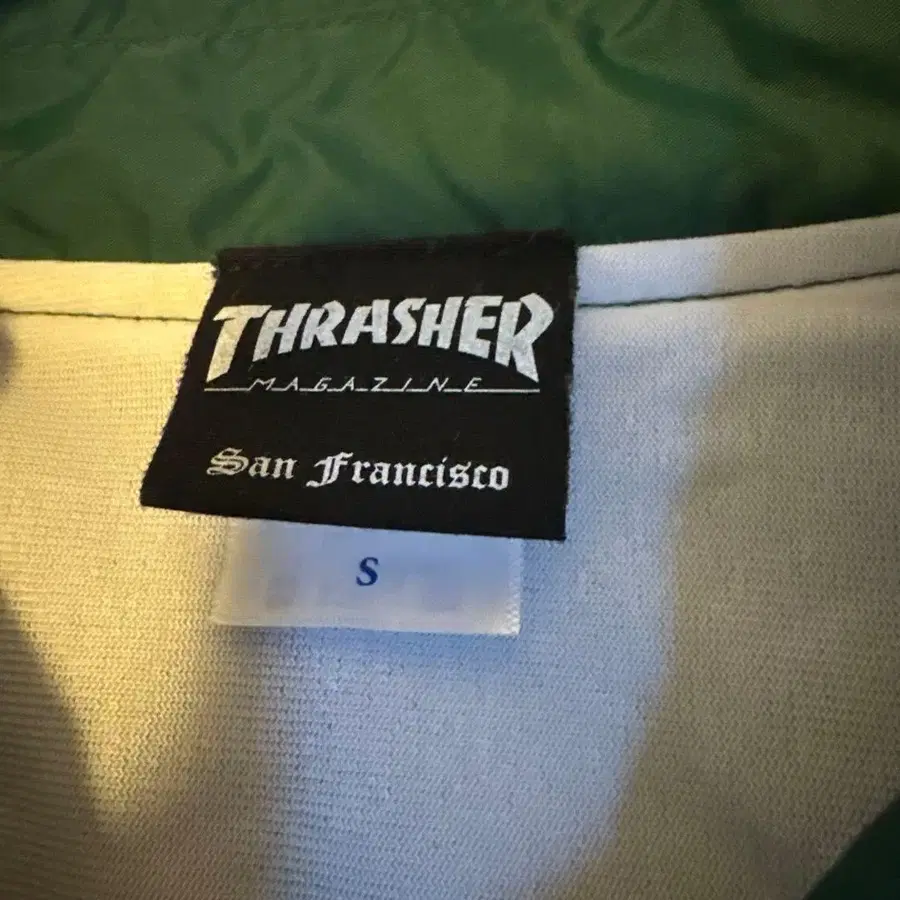 THRASHER
MAGAZINE
San Francisco
S